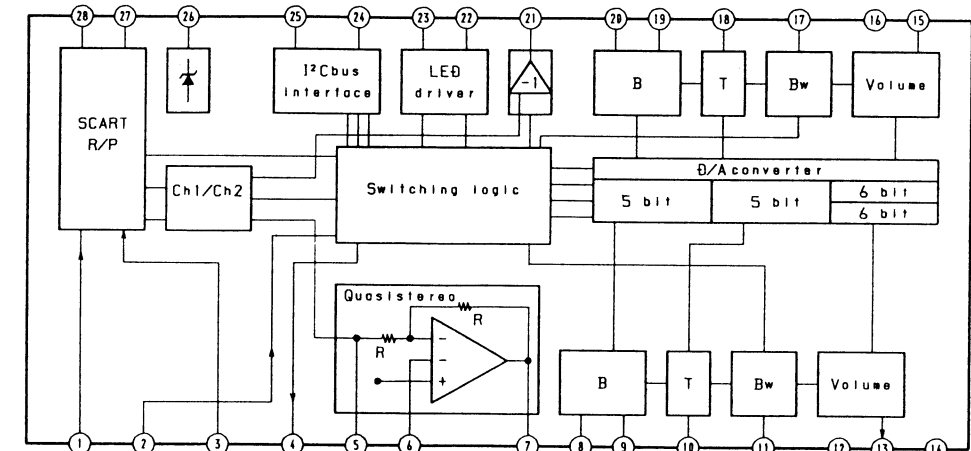 28 27 26 25 24 23 22 21 20 19 18 17 16 15
SCART
R/P
I²Cbus
interface
LED
driver
-1
B
T
Bw
Volume
Ch1/Ch2
Switching logic
D/A converter
5 bit
5 bit
6 bit
6 bit
Quasistereo
R
R
-
-
+
B
T
Bw
Volume
1 2 3 4 5 6 7 8 9 10 11 12 13 14